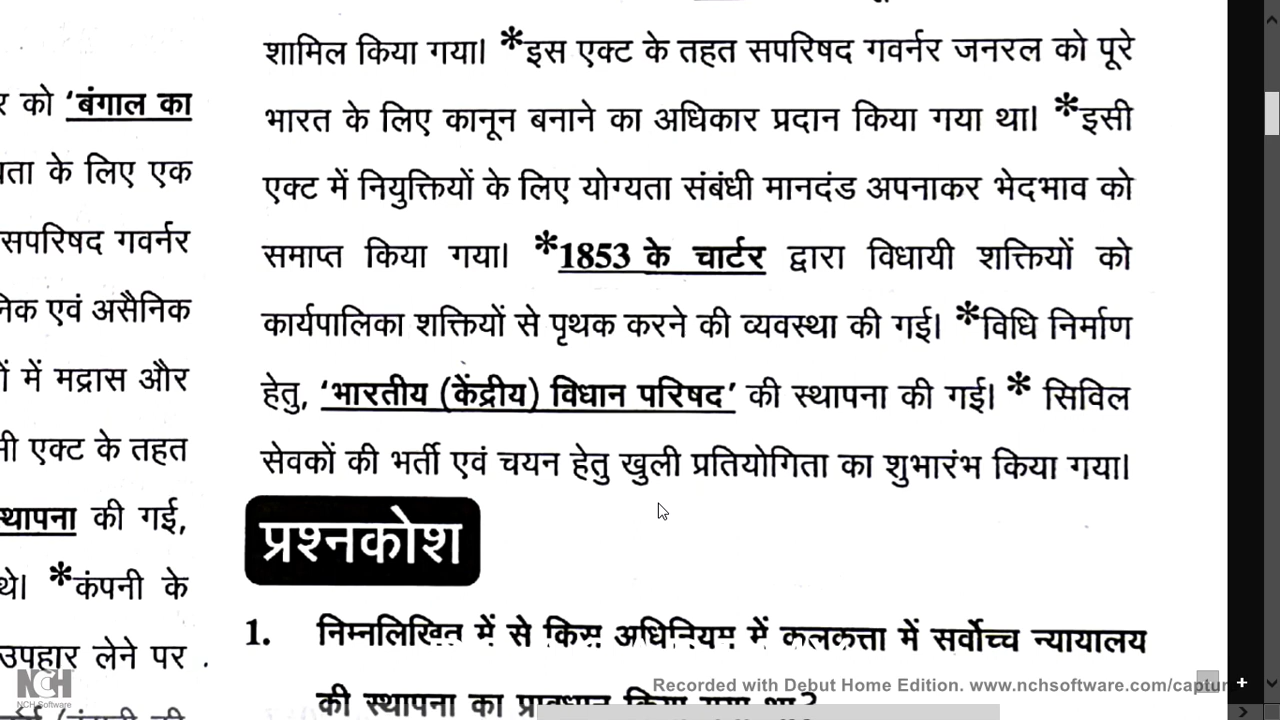 र को 'बंगाल का
के लिए एक
सपरिषद गवर्नर
एवं असैनिक
में मद्रास और
एक्ट के तहत
की गई,
थे। *कंपनी के
उपहार लेने पर .
शामिल किया गया। *इस एक्ट के तहत सपरिषद गवर्नर जनरल को पूरे
भारत के लिए कानून बनाने का अधिकार प्रदान किया गया था। *इसी
एक्ट में नियुक्तियों के लिए योग्यता संबंधी मानदंड अपनाकर भेदभाव को
समाप्त किया गया। *1853 के चार्टर द्वारा विधायी शक्तियों को
कार्यपालिका शक्तियों से पृथक करने की व्यवस्था की गई। *विधि निर्माण
हेतु, 'भारतीय (केंद्रीय) विधान परिषद' की स्थापना की गई। * सिविल
सेवकों की भर्ती एवं चयन हेतु खुली प्रतियोगिता का शुभारंभ किया गया।
प्रश्नकोश
1. निम्नलिखित में से किस अधिनियम में कलकत्ता में सर्वोच्च न्यायालय
की स्थापना का प्रावधान किया गया था?
NCH
NCH Software
Recorded with Debut Home Edition. www.nchsoftware.com/captur